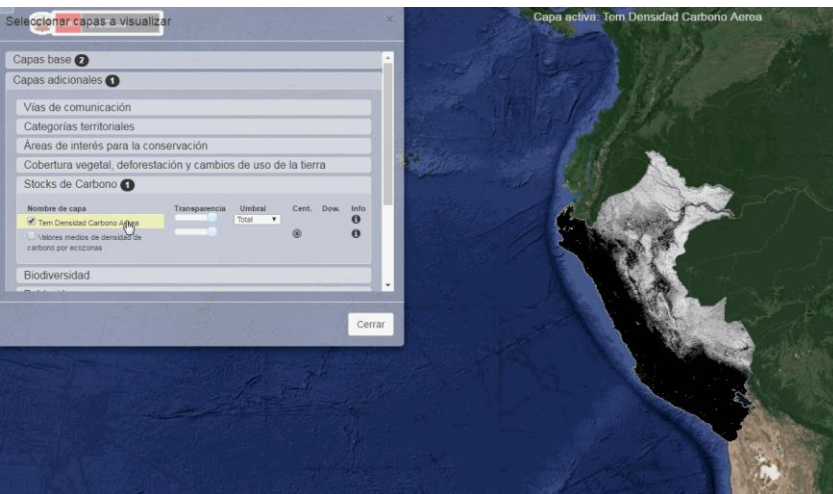 Seleccionar capas a visualizar
×
Capa activa: Tem Densidad Carbono Aerea
Capas base 2
Capas adicionales 1
Vías de comunicación
Categorías territoriales
Áreas de interés para la conservación
Cobertura vegetal, deforestación y cambios de uso de la tierra
Stocks de Carbono 1
Nombre de capa Transparencia Umbral Cent. Dow. Info
Tem Densidad Carbono Aerea Total
Valores medios de densidad de
carbono por ecozonas
Biodiversidad
Cerrar